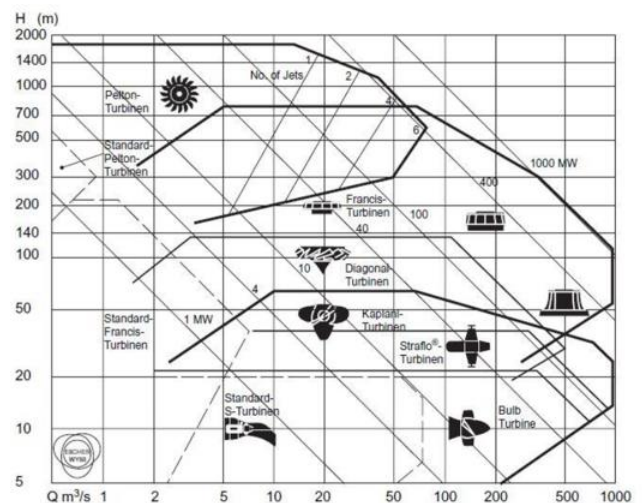 H (m)
2000
1400
1000
700
500
300
200
140
100
50
20
10
5
No. of Jets
1
2
4
6
Pelton-
Turbinen
Standard-
Pelton-
Turbinen
1000 MW
400
100
40
10
4
1 MW
Francis-
Turbinen
Diagonal-
Turbinen
Standard-
Francis-
Turbinen
Kaplanl-
Turbinen
Straflo®-
Turbinen
Standard-
S-Turbinen
Bulb
Turbine
ESCHER
WYSS
Q m³/s 1 2 5 10 20 50 100 200 500 1000